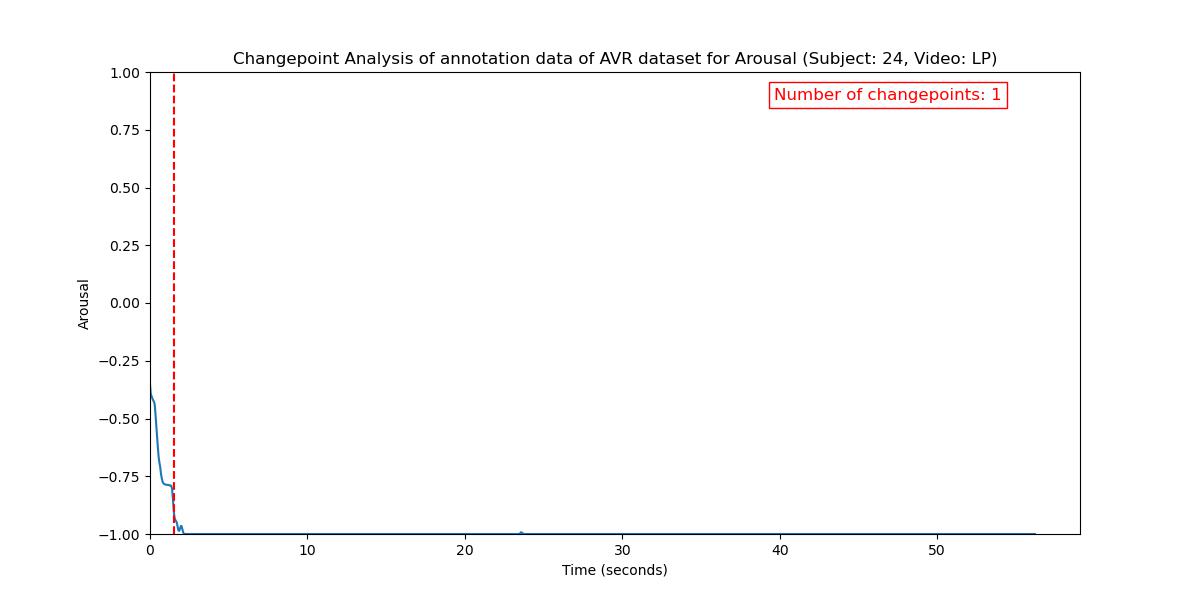 Changepoint Analysis of annotation data of AVR dataset for Arousal (Subject: 24, Video: LP)
Number of changepoints: 1
1.00
0.75
0.50
0.25
0.00
−0.25
−0.50
−0.75
−1.00
Arousal
0 10 20 30 40 50
Time (seconds)